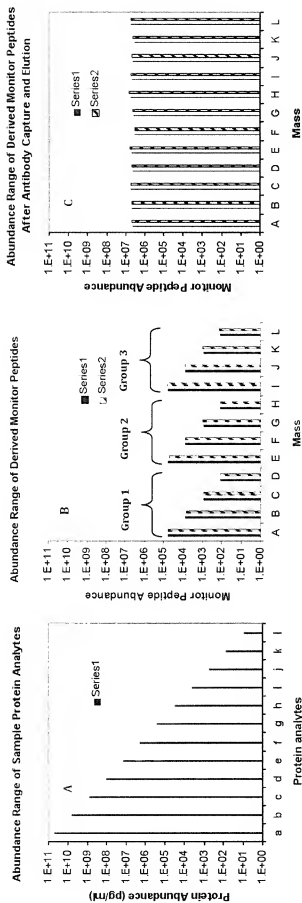 Abundance Range of Sample Protein Analytes
A
Series1
Protein Abundance (pg/ml)
1.E+11
1.E+10
1.E+09
1.E+08
1.E+07
1.E+06
1.E+05
1.E+04
1.E+03
1.E+02
1.E+01
1.E+00
a b c d e f g h i j k l
Protein analytes
Abundance Range of Derived Monitor Peptides
B
Series1
Series2
Group 1
Group 2
Group 3
Monitor Peptide Abundance
1.E+11
1.E+10
1.E+09
1.E+08
1.E+07
1.E+06
1.E+05
1.E+04
1.E+03
1.E+02
1.E+01
1.E+00
A B C D E F G H I J K L
Mass
Abundance Range of Derived Monitor Peptides
After Antibody Capture and Elution
C
Series1
Series2
Monitor Peptide Abundance
1.E+11
1.E+10
1.E+09
1.E+08
1.E+07
1.E+06
1.E+05
1.E+04
1.E+03
1.E+02
1.E+01
1.E+00
A B C D E F G H I J K L
Mass